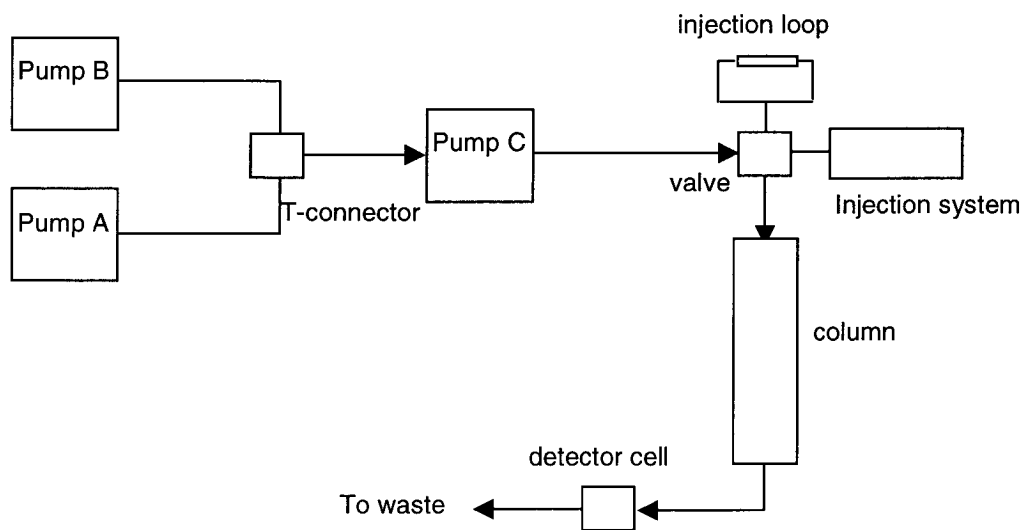 injection loop
Pump B
Pump C
valve
Injection system
T-connector
Pump A
column
detector cell
To waste